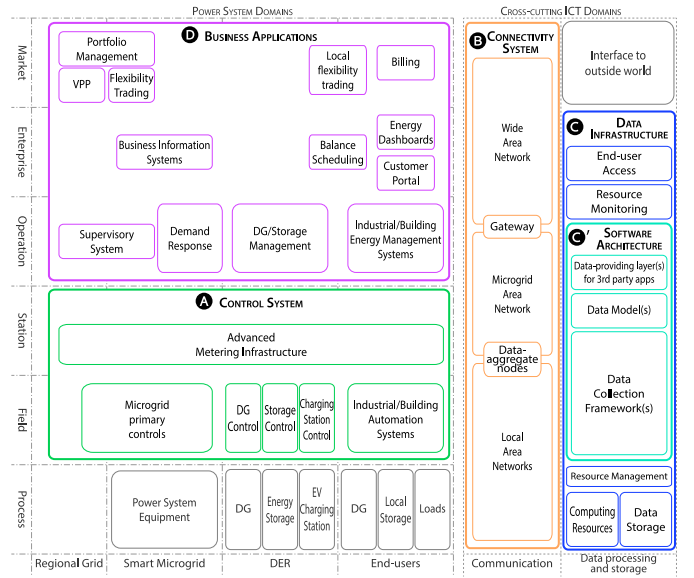 POWER SYSTEM DOMAINS
CROSS-CUTTING ICT DOMAINS
Market
Enterprise
Operation
Station
Field
Process
D BUSINESS APPLICATIONS
Portfolio
Management
VPP
Flexibility
Trading
Local
flexibility
trading
Billing
Business Information
Systems
Balance
Scheduling
Energy
Dashboards
Customer
Portal
Supervisory
System
Demand
Response
DG/Storage
Management
Industrial/Building
Energy Management
Systems
A CONTROL SYSTEM
Advanced
Metering Infrastructure
Microgrid
primary
controls
DG
Control
Storage
Control
Charging
Station
Control
Industrial/Building
Automation
Systems
Power System
Equipment
DG
Energy
Storage
EV
Charging
Station
DG
Local
Storage
Loads
Regional Grid
Smart Microgrid
DER
End-users
B CONNECTIVITY
SYSTEM
Wide
Area
Network
Gateway
Microgrid
Area
Network
Data-
aggregate
nodes
Local
Area
Networks
Communication
Interface to
outside world
C DATA
INFRASTRUCTURE
End-user
Access
Resource
Monitoring
C' SOFTWARE
ARCHITECTURE
Data-providing layer(s)
for 3rd party apps
Data Model(s)
Data
Collection
Framework(s)
Resource Management
Computing
Resources
Data
Storage
Data processing
and storage